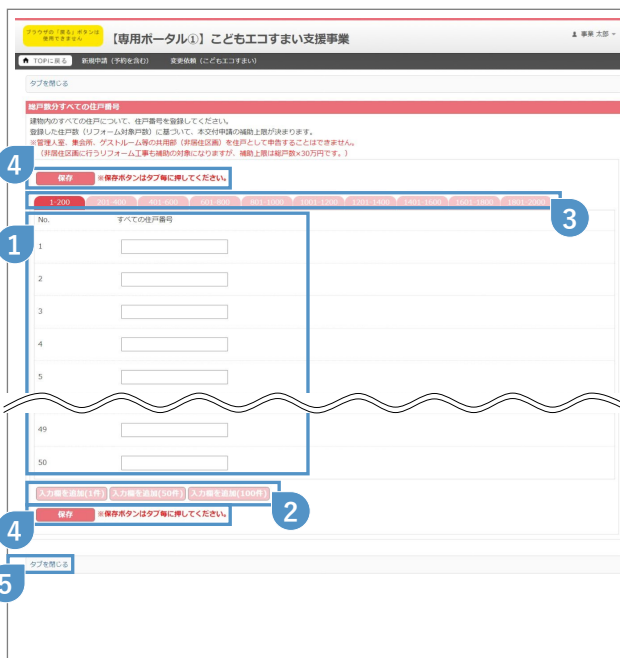 ブラウザの「戻る」ボタンは
使用できません
【専用ポータル①】こどもエコすまい支援事業
事業 太郎
TOPに戻る 新規申請（予約を含む） 変更依頼（こどもエコすまい）
タブを閉じる
総戸数分すべての住戸番号
建物内のすべての住戸について、住戸番号を登録してください。
登録した住戸数（リフォーム対象戸数）に基づいて、本交付申請の補助上限が決まります。
※管理人室、集会所、ゲストルーム等の共用部（非居住区画）を住戸として申告することはできません。
（非居住区画に行うリフォーム工事も補助の対象になりますが、補助上限は総戸数×30万円です。）
4
保存 ※保存ボタンはタブ毎に押してください。
1-200 201-400 401-600 601-800 801-1000 1001-1200 1201-1400 1401-1600 1601-1800 1801-2000
3
No. すべての住戸番号
1
1
2
3
4
5
49
50
入力欄を追加(1件) 入力欄を追加(50件) 入力欄を追加(100件)
2
保存 ※保存ボタンはタブ毎に押してください。
4
タブを閉じる
5